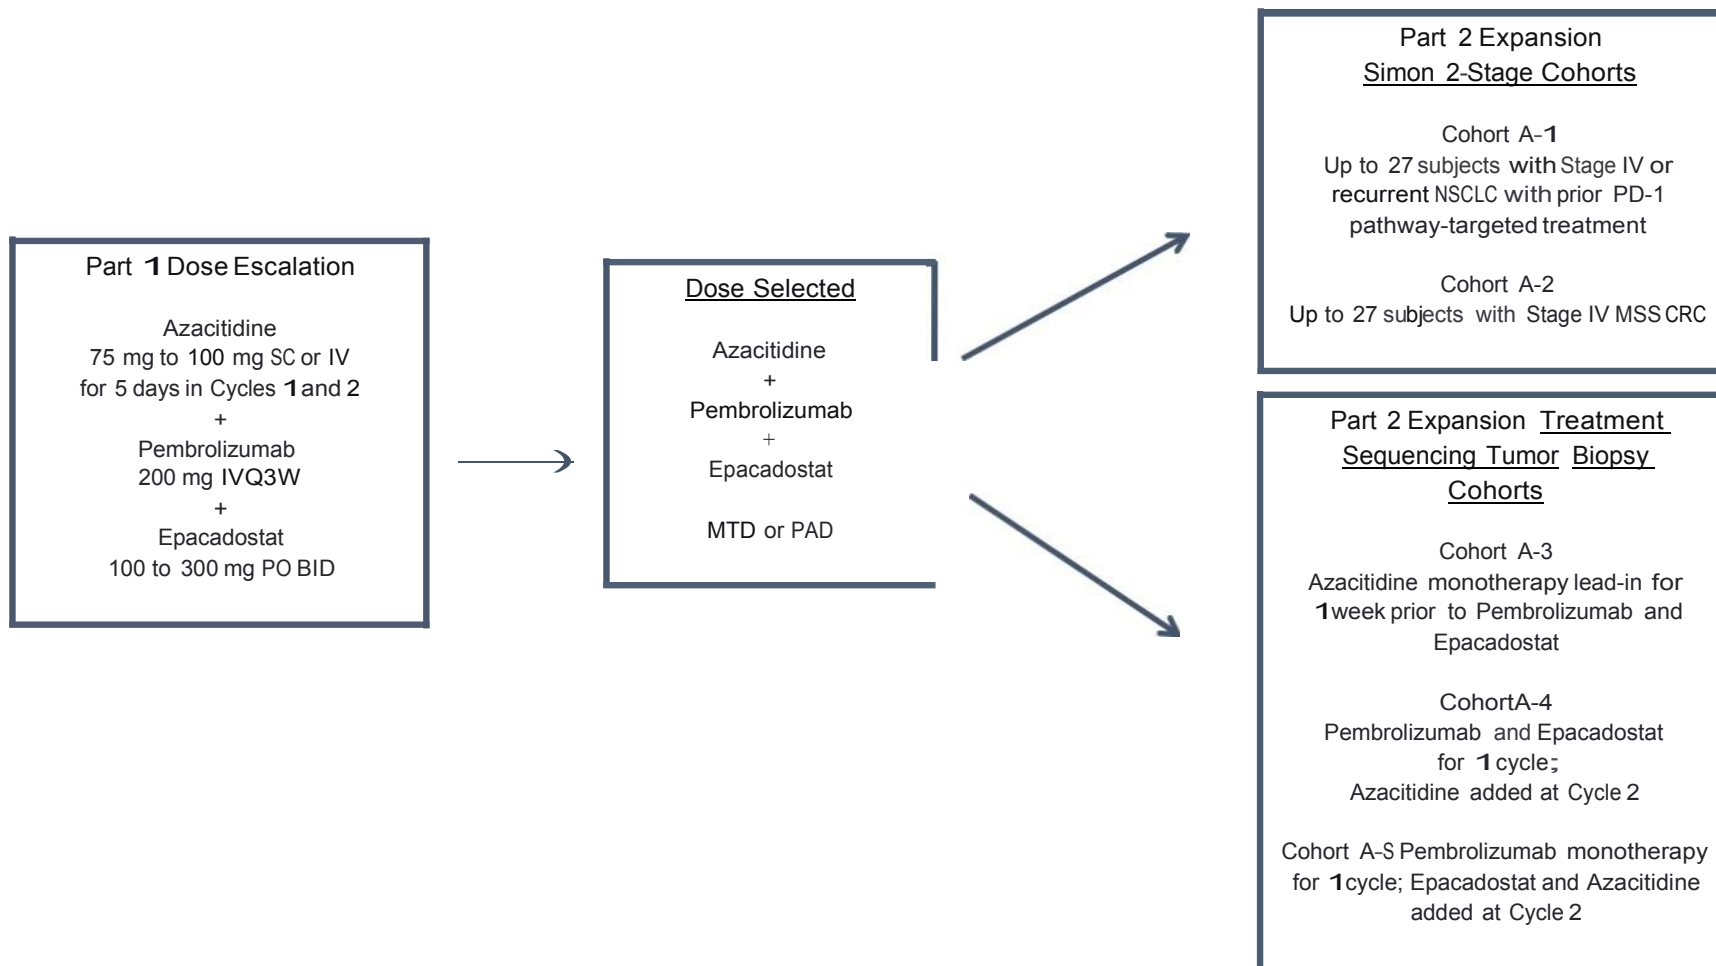 Part 1 Dose Escalation
Azacitidine
75 mg to 100 mg SC or IV
for 5 days in Cycles 1 and 2
+
Pembrolizumab
200 mg IVQ3W
+
Epacadostat
100 to 300 mg PO BID
Dose Selected
Azacitidine
+
Pembrolizumab
+
Epacadostat
MTD or PAD
Part 2 Expansion
Simon 2-Stage Cohorts
Cohort A-1
Up to 27 subjects with Stage IV or
recurrent NSCLC with prior PD-1
pathway-targeted treatment
Cohort A-2
Up to 27 subjects with Stage IV MSS CRC
Part 2 Expansion Treatment
Sequencing Tumor Biopsy
Cohorts
Cohort A-3
Azacitidine monotherapy lead-in for
1 week prior to Pembrolizumab and
Epacadostat
CohortA-4
Pembrolizumab and Epacadostat
for 1 cycle;
Azacitidine added at Cycle 2
Cohort A-S Pembrolizumab monotherapy
for 1 cycle; Epacadostat and Azacitidine
added at Cycle 2